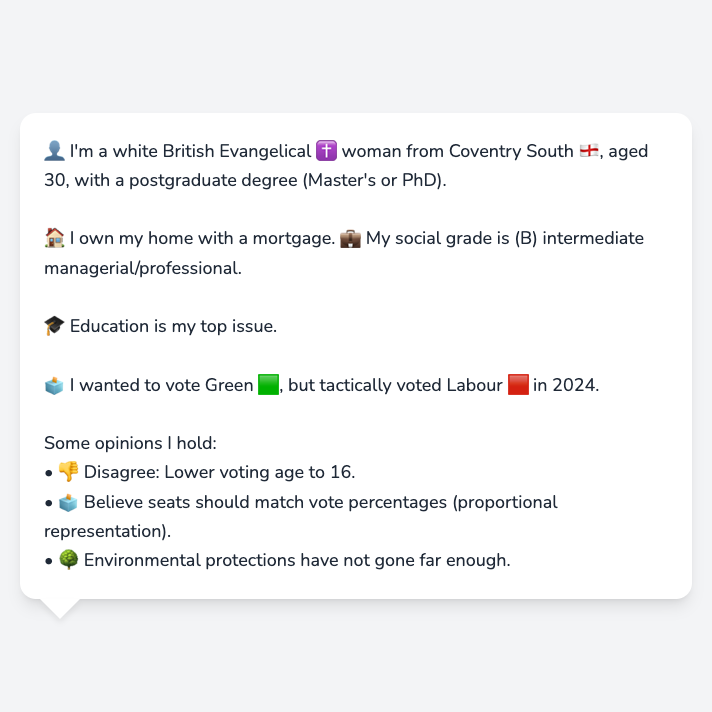 👤 I'm a white British Evangelical ✝️ woman from Coventry South 🏴󠁧󠁢󠁥󠁮󠁧󠁿, aged
30, with a postgraduate degree (Master's or PhD).
🏠 I own my home with a mortgage. 💼 My social grade is (B) intermediate
managerial/professional.
🎓 Education is my top issue.
🗳️ I wanted to vote Green 🟩, but tactically voted Labour 🟥 in 2024.
Some opinions I hold:
• 👎 Disagree: Lower voting age to 16.
• 🗳️ Believe seats should match vote percentages (proportional
representation).
• 🌳 Environmental protections have not gone far enough.